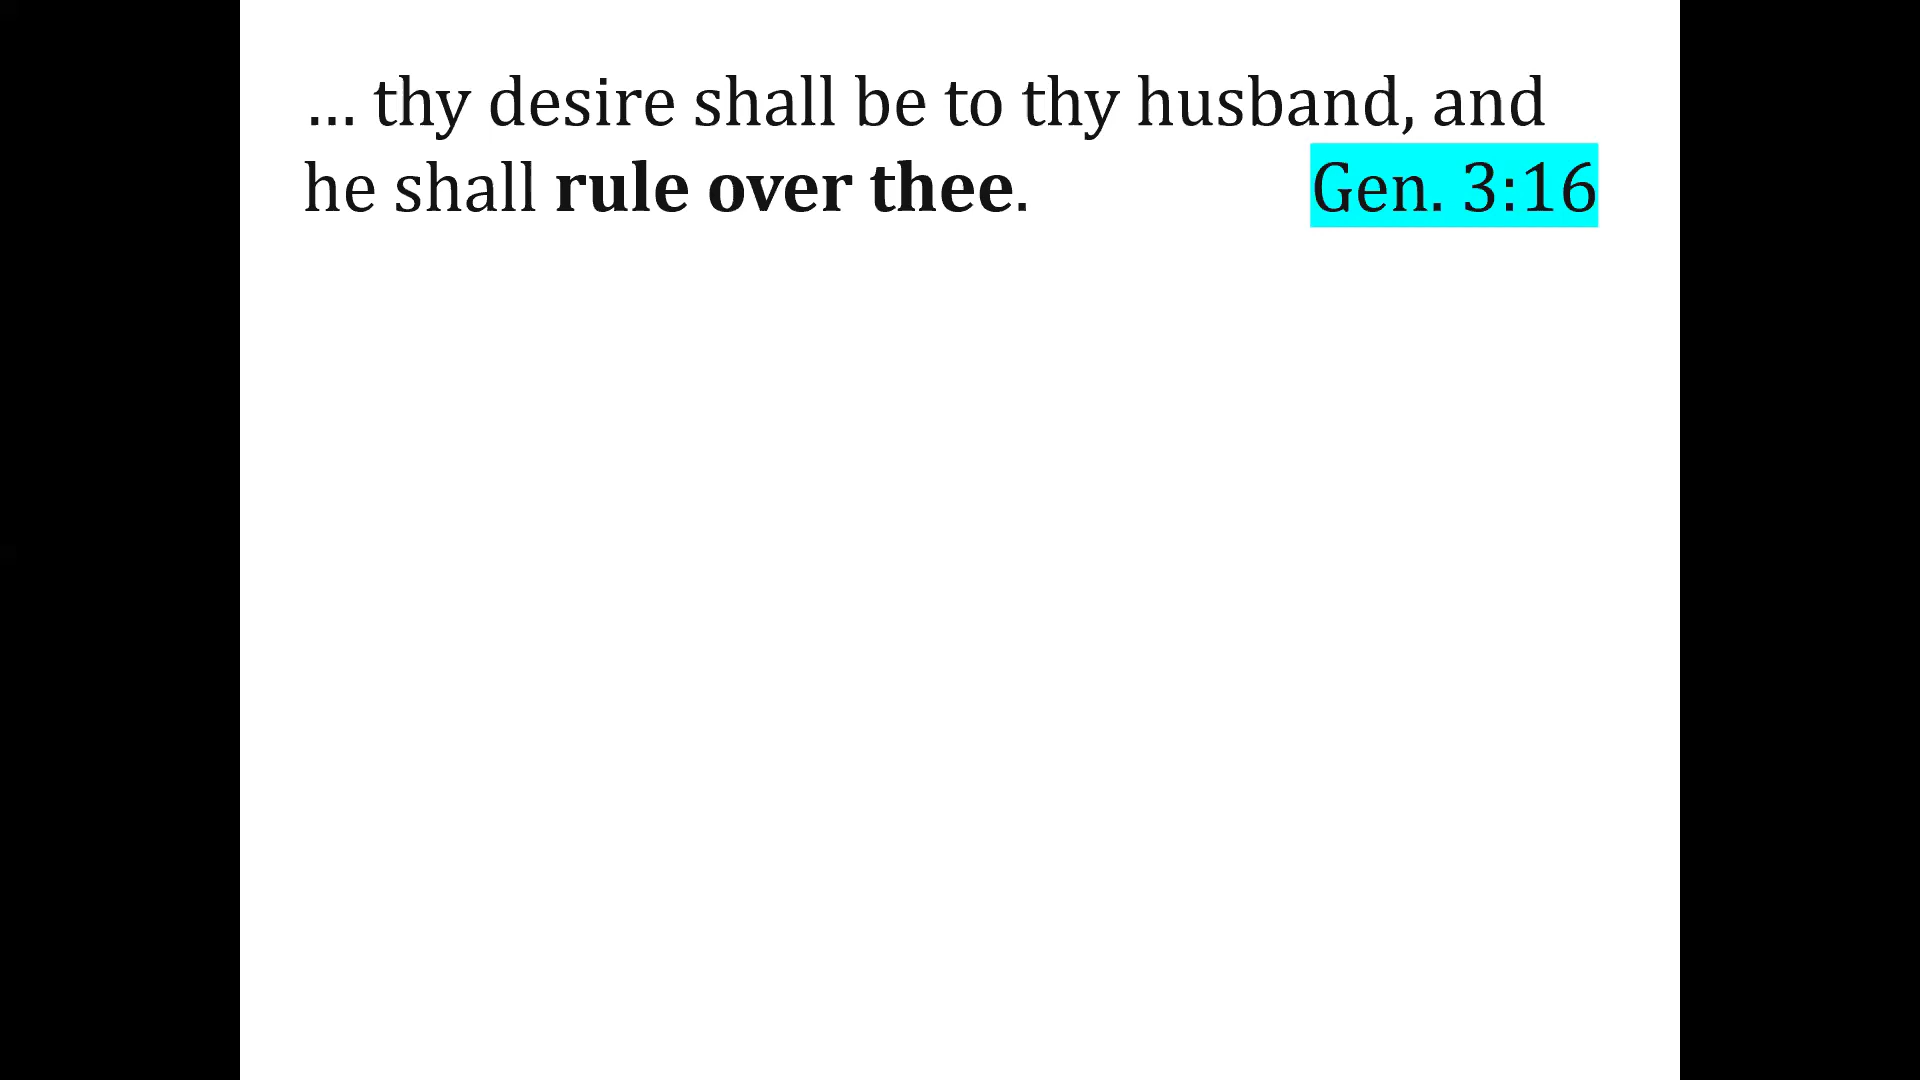 … thy desire shall be to thy husband, and
he shall rule over thee. Gen. 3:16